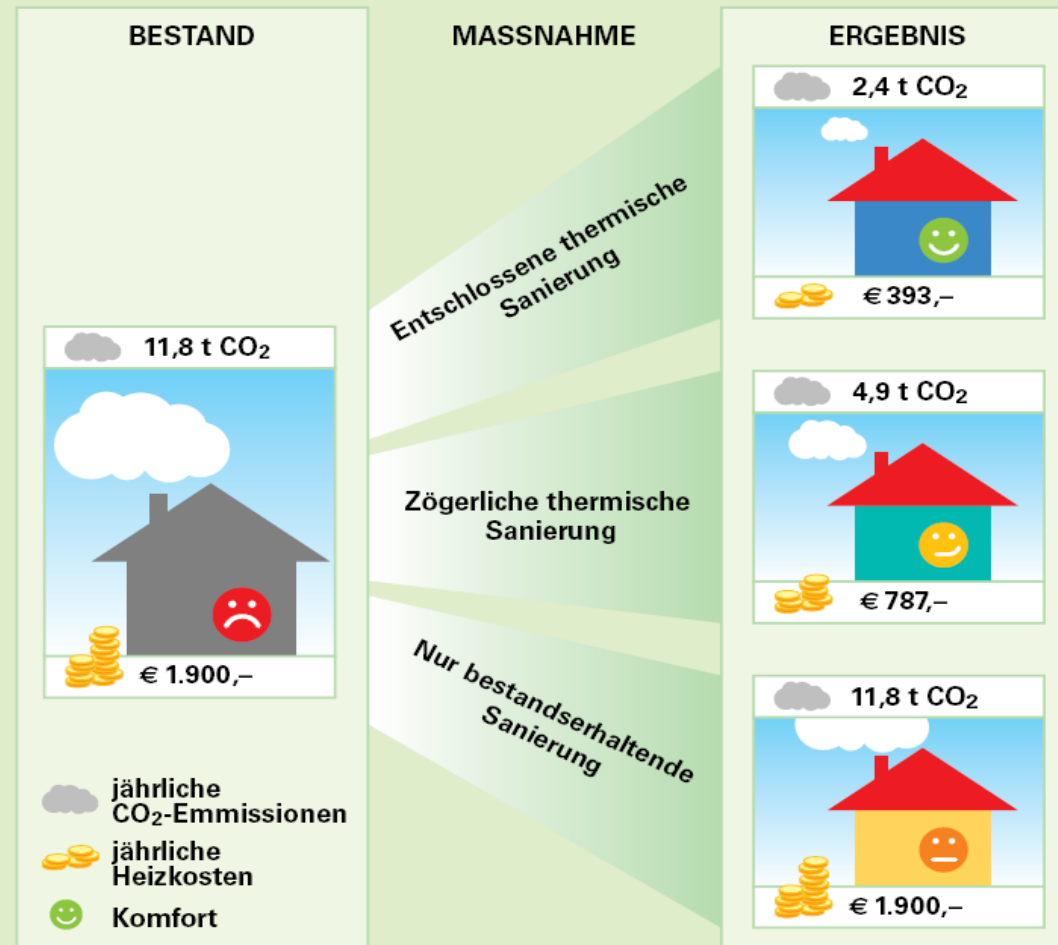 BESTAND
11,8 t CO₂
€ 1.900,–
jährliche
CO₂-Emmissionen
jährliche
Heizkosten
Komfort
MASSNAHME
Entschlossene thermische
Sanierung
Zögerliche thermische
Sanierung
Nur bestandserhaltende
Sanierung
ERGEBNIS
2,4 t CO₂
€ 393,–
4,9 t CO₂
€ 787,–
11,8 t CO₂
€ 1.900,–